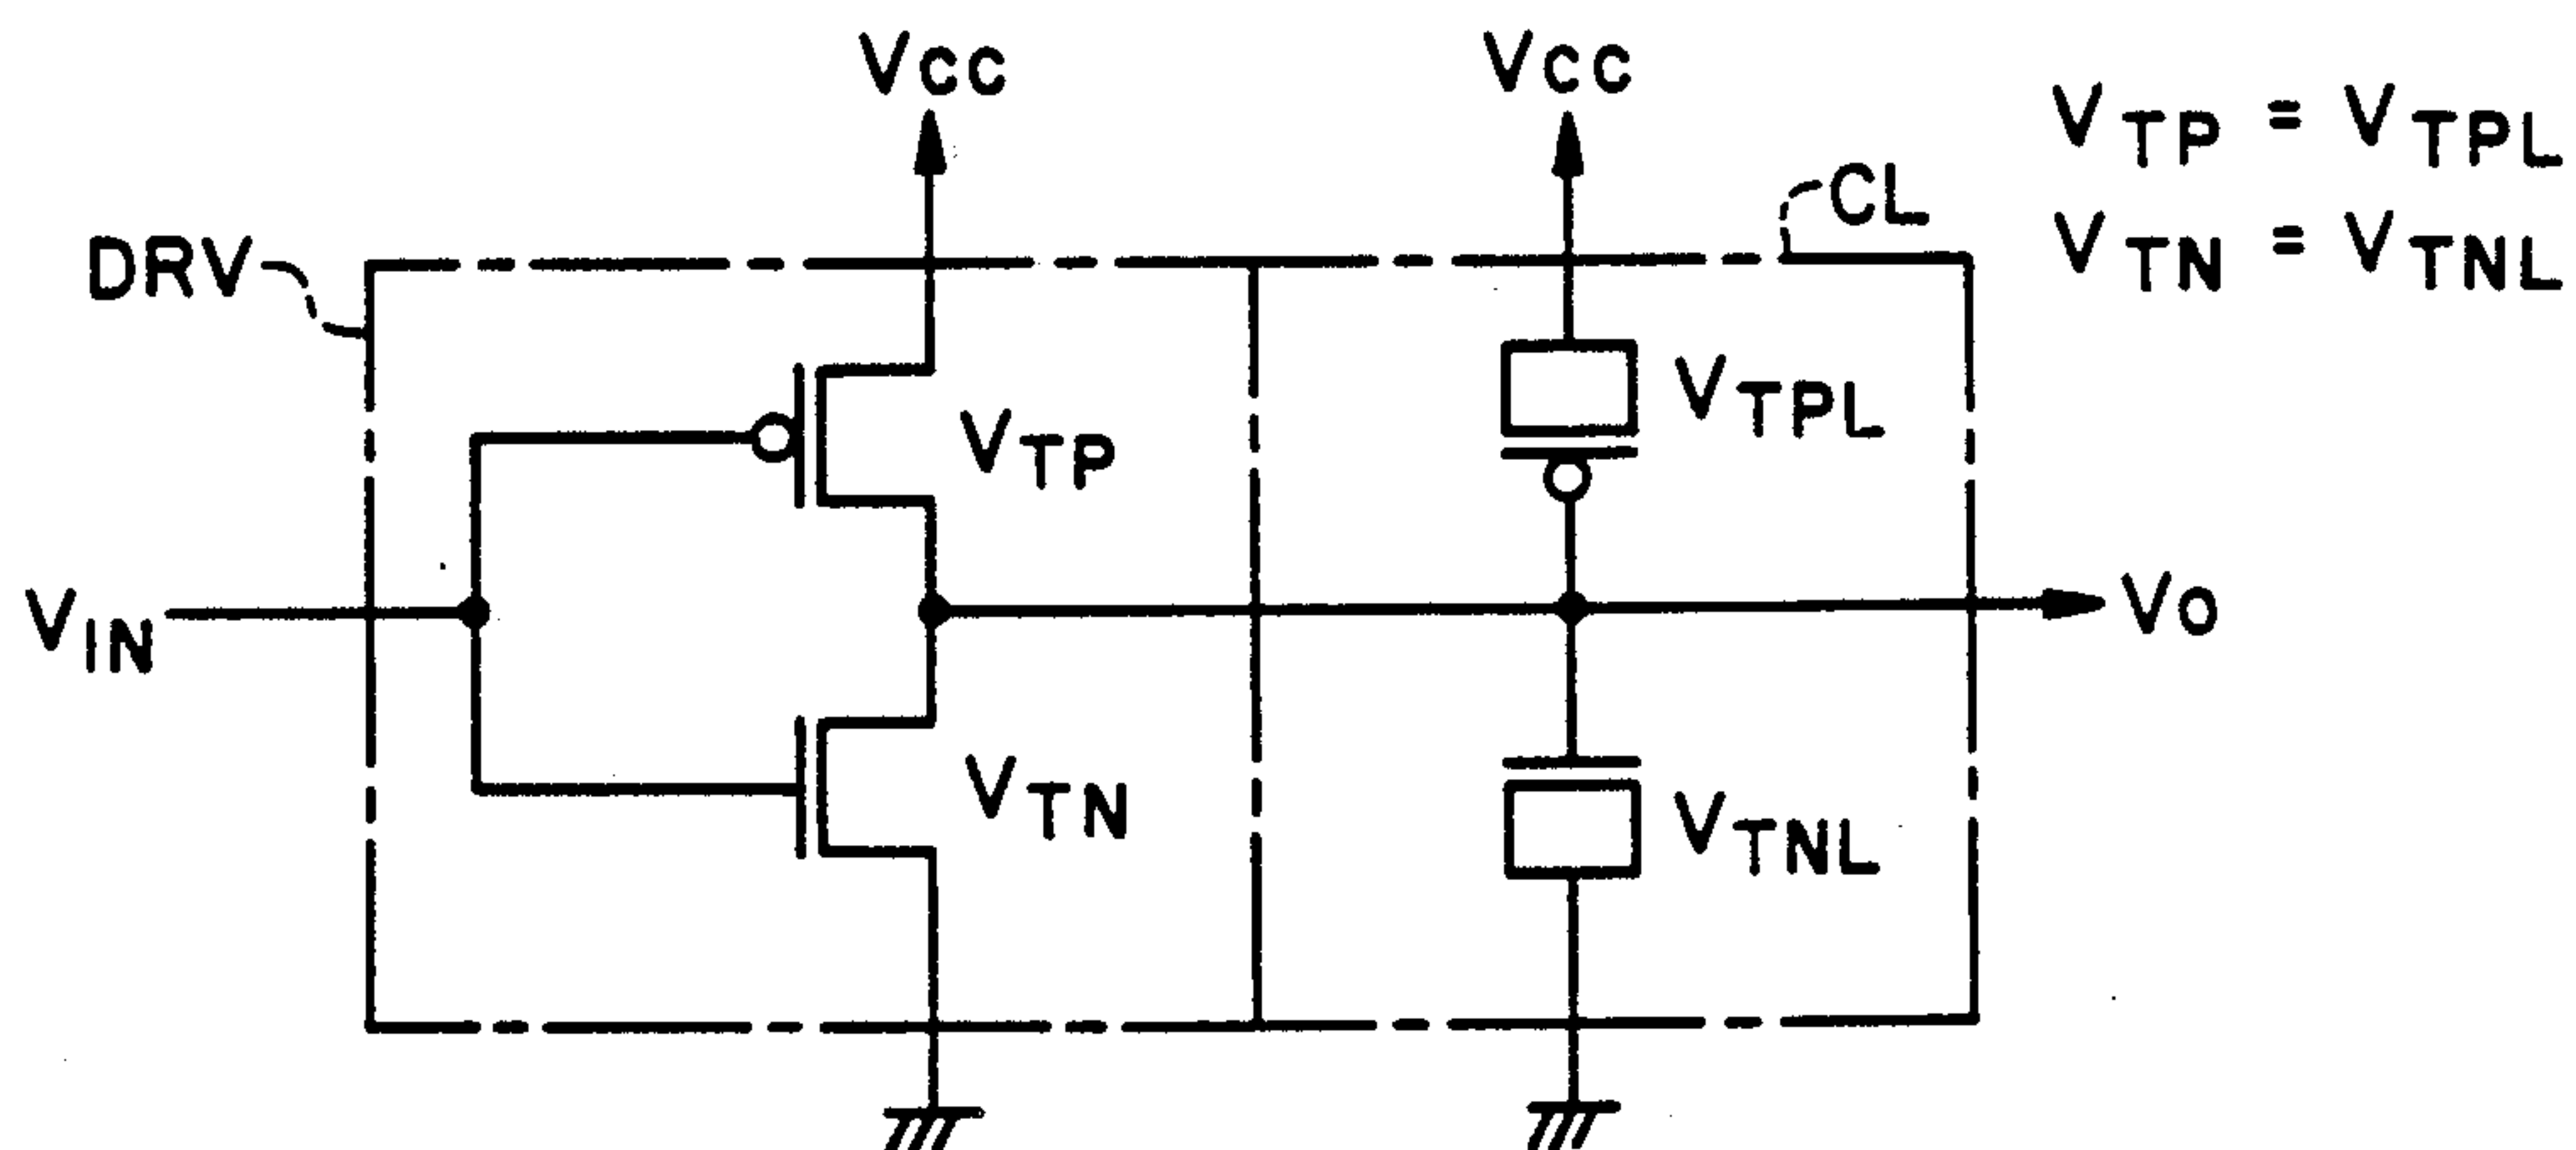 VCC
VCC
VTP = VTPL
CL
VTN = VTNL
DRV
VTPL
VTP
VIN
VO
VTN
VTNL